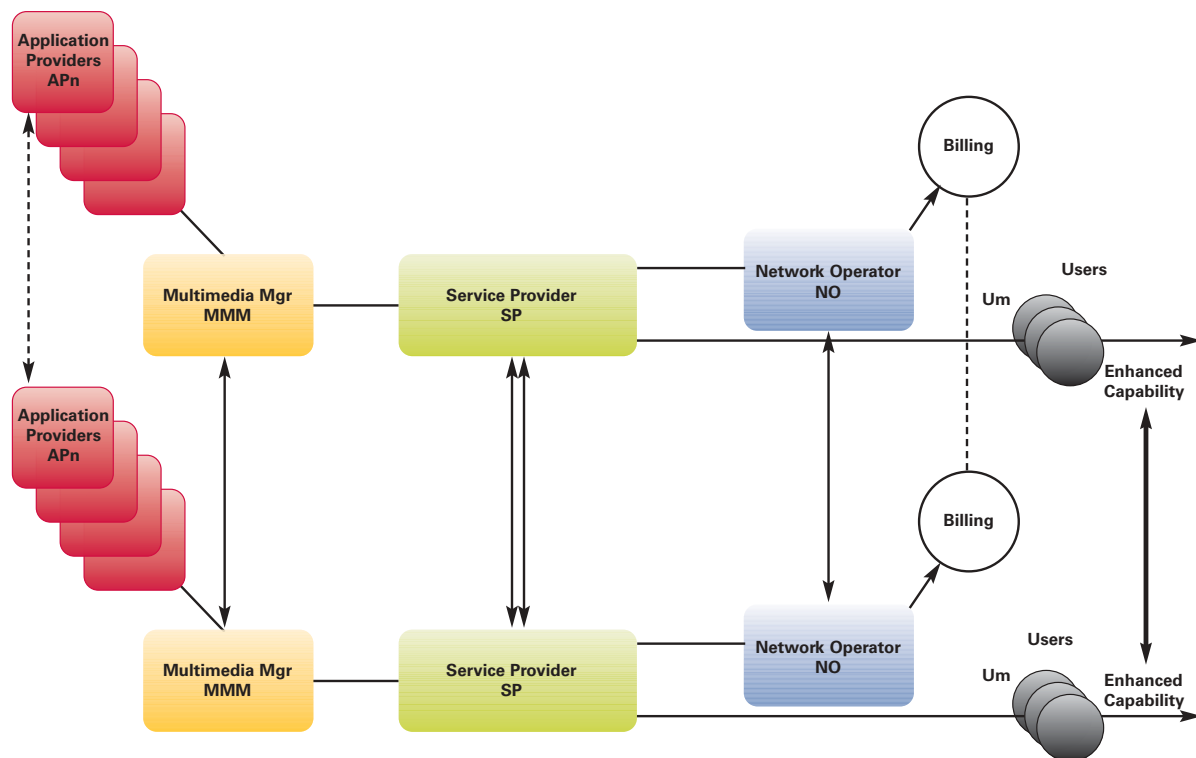 Application
Providers
APn
Billing
Multimedia Mgr
MMM
Service Provider
SP
Network Operator
NO
Users
Um
Enhanced
Capability
Application
Providers
APn
Billing
Multimedia Mgr
MMM
Service Provider
SP
Network Operator
NO
Users
Um
Enhanced
Capability